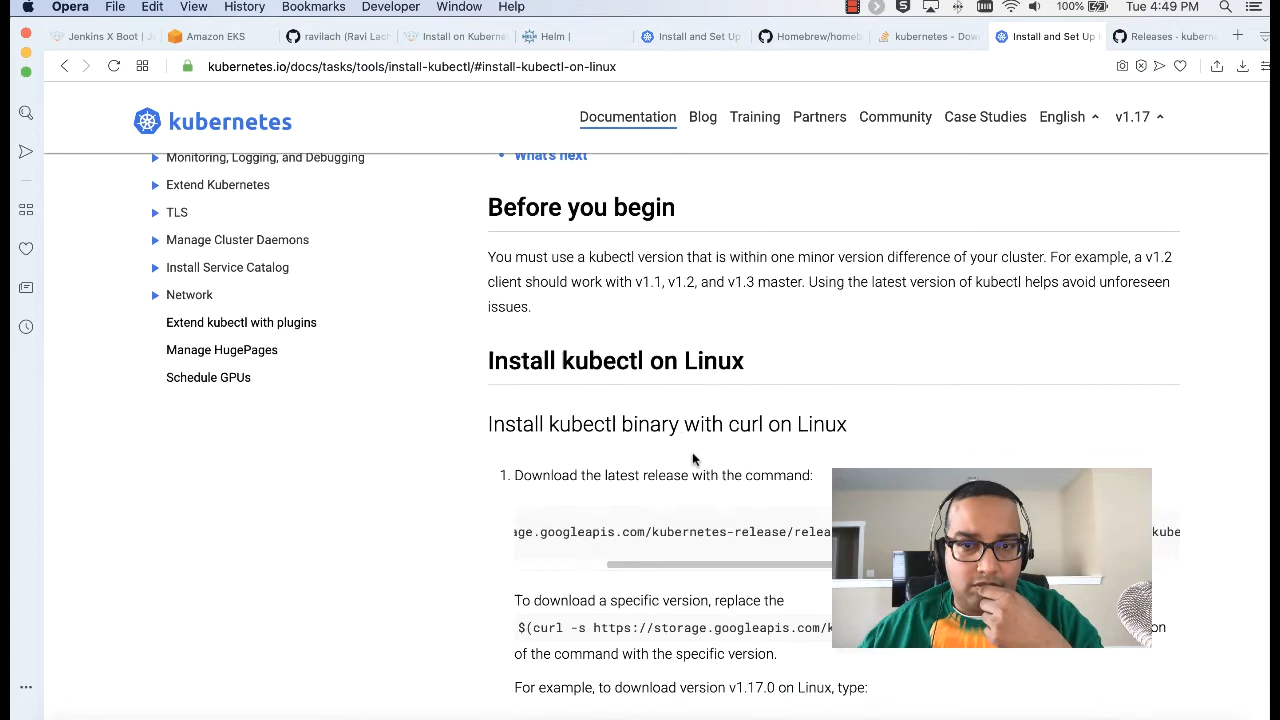 Opera File Edit View History Bookmarks Developer Window Help 100% Tue 4:49 PM
Jenkins X Boot | J Amazon EKS ravilach (Ravi Lach Install on Kuberne Helm | Install and Set Up Homebrew/homeb kubernetes - Dow Install and Set Up Releases · kuberne
kubernetes.io/docs/tasks/tools/install-kubectl/#install-kubectl-on-linux
kubernetes Documentation Blog Training Partners Community Case Studies English v1.17
Monitoring, Logging, and Debugging
Extend Kubernetes
TLS
Manage Cluster Daemons
Install Service Catalog
Network
Extend kubectl with plugins
Manage HugePages
Schedule GPUs
• What's next
Before you begin
You must use a kubectl version that is within one minor version difference of your cluster. For example, a v1.2
client should work with v1.1, v1.2, and v1.3 master. Using the latest version of kubectl helps avoid unforeseen
issues.
Install kubectl on Linux
Install kubectl binary with curl on Linux
1. Download the latest release with the command:
age.googleapis.com/kubernetes-release/relea kube
To download a specific version, replace the
$(curl -s https://storage.googleapis.com/k on
of the command with the specific version.
For example, to download version v1.17.0 on Linux, type: